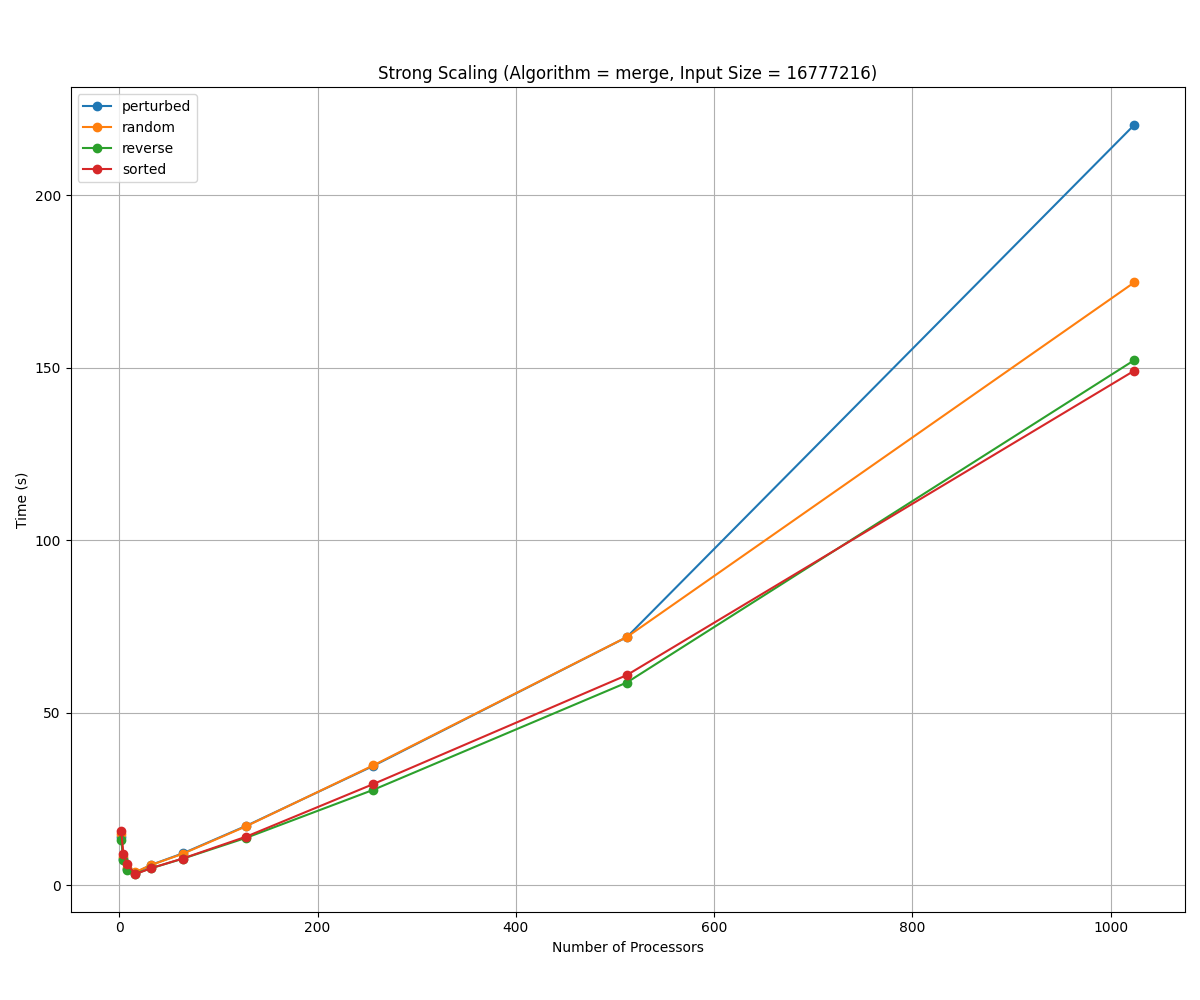 Strong Scaling (Algorithm = merge, Input Size = 16777216)
perturbed
random
reverse
sorted
200
150
100
50
0
Time (s)
0 200 400 600 800 1000
Number of Processors